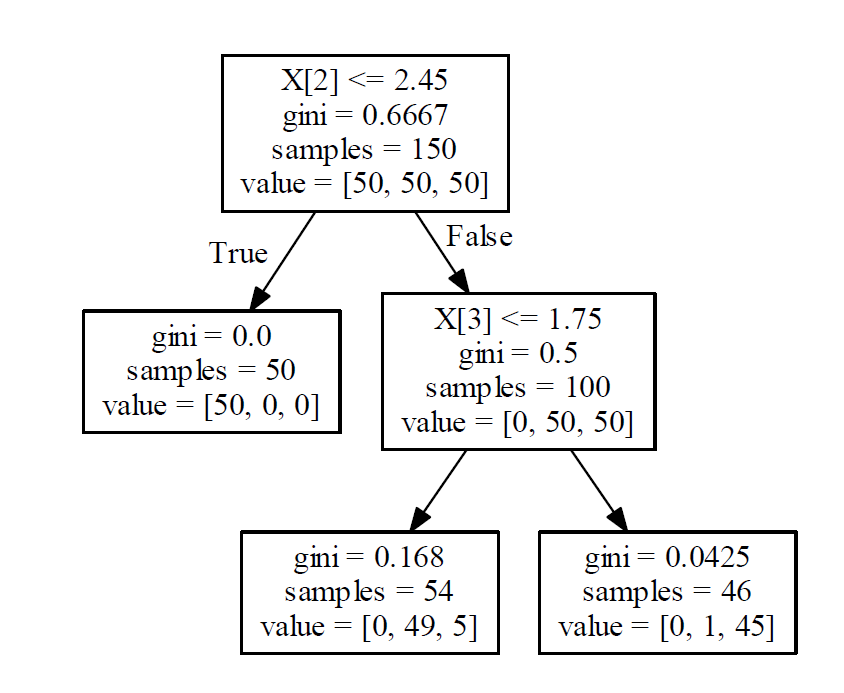 X[2] <= 2.45
gini = 0.6667
samples = 150
value = [50, 50, 50]
True
False
gini = 0.0
samples = 50
value = [50, 0, 0]
X[3] <= 1.75
gini = 0.5
samples = 100
value = [0, 50, 50]
gini = 0.168
samples = 54
value = [0, 49, 5]
gini = 0.0425
samples = 46
value = [0, 1, 45]